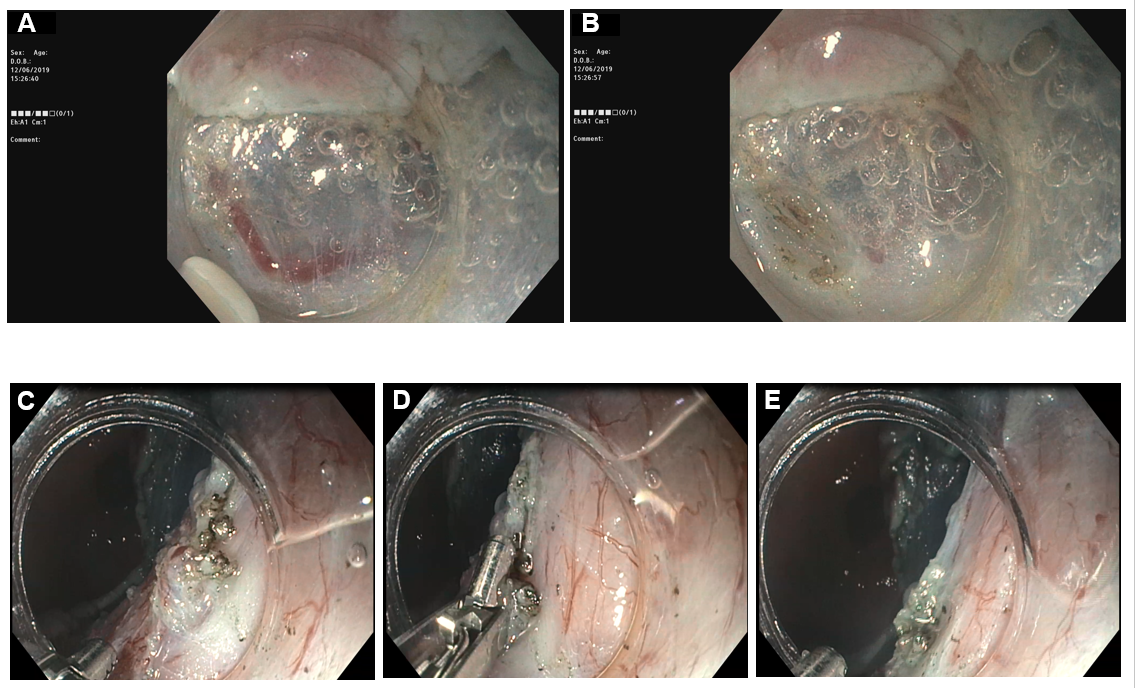 A
Sex: Age:
D.O.B.:
12/06/2019
15:26:40
■■■/■■□(0/1)
Eh:A1 Cm:1
Comment:
B
Sex: Age:
D.O.B.:
12/06/2019
15:26:57
■■■/■■□(0/1)
Eh:A1 Cm:1
Comment:
C
D
E